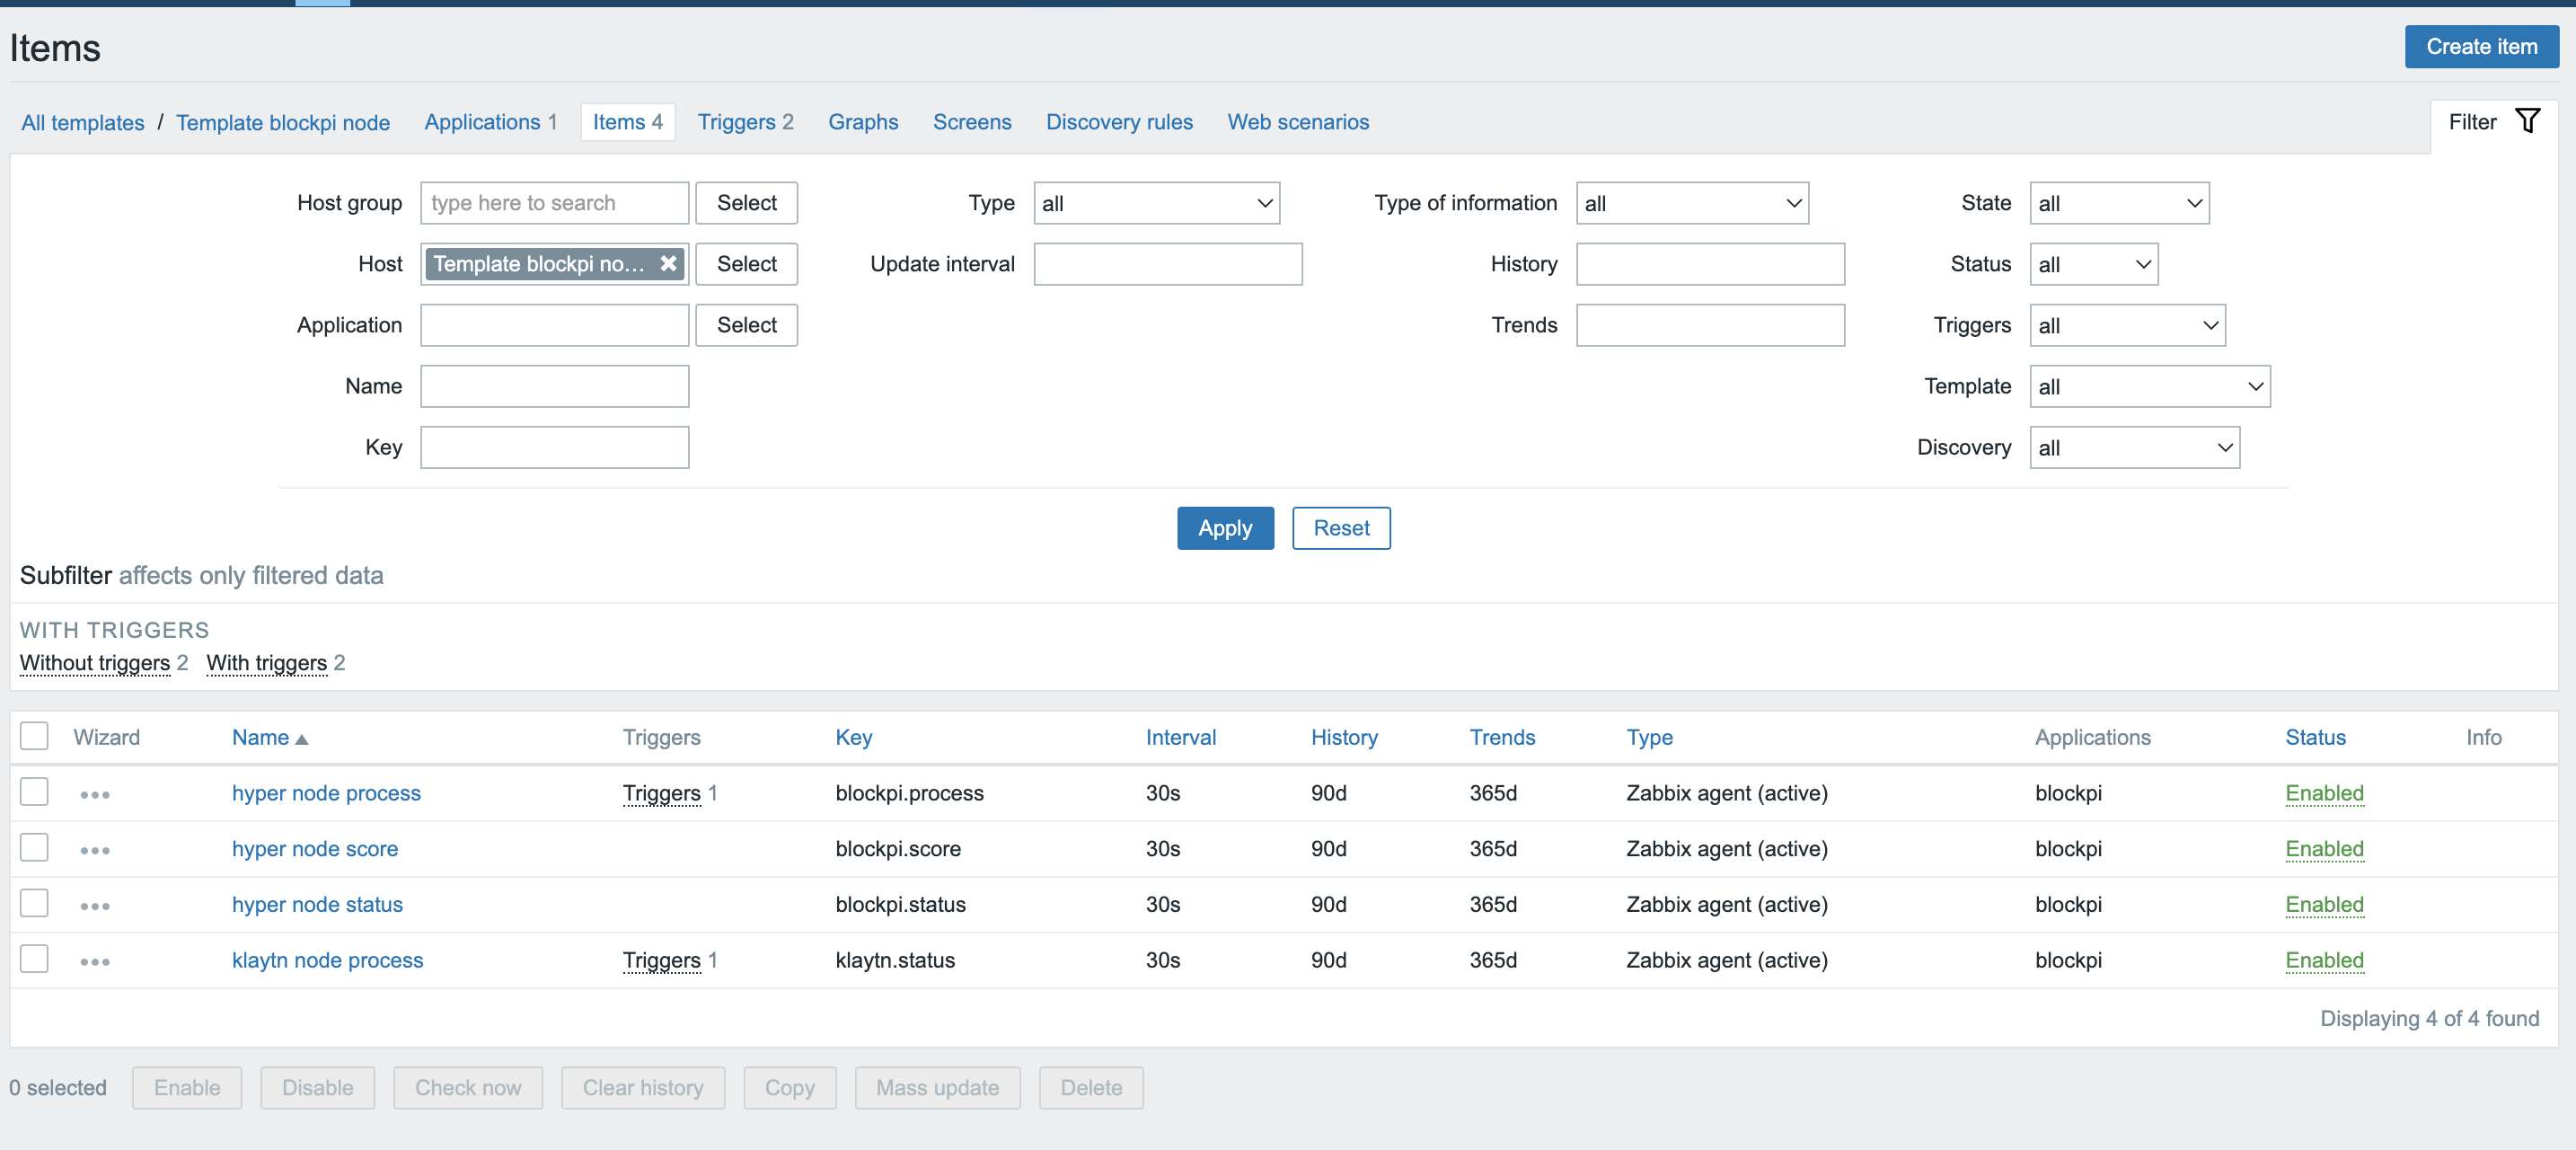 Items
Create item
All templates / Template blockpi node Applications 1 Items 4 Triggers 2 Graphs Screens Discovery rules Web scenarios Filter
Host group type here to search Select Type all Type of information all State all
Host Template blockpi no... Select Update interval History Status all
Application Select Trends Triggers all
Name Template all
Key Discovery all
Apply Reset
Subfilter affects only filtered data
WITH TRIGGERS
Without triggers 2 With triggers 2
Wizard Name Triggers Key Interval History Trends Type Applications Status Info
hyper node process Triggers 1 blockpi.process 30s 90d 365d Zabbix agent (active) blockpi Enabled
hyper node score blockpi.score 30s 90d 365d Zabbix agent (active) blockpi Enabled
hyper node status blockpi.status 30s 90d 365d Zabbix agent (active) blockpi Enabled
klaytn node process Triggers 1 klaytn.status 30s 90d 365d Zabbix agent (active) blockpi Enabled
Displaying 4 of 4 found
0 selected Enable Disable Check now Clear history Copy Mass update Delete